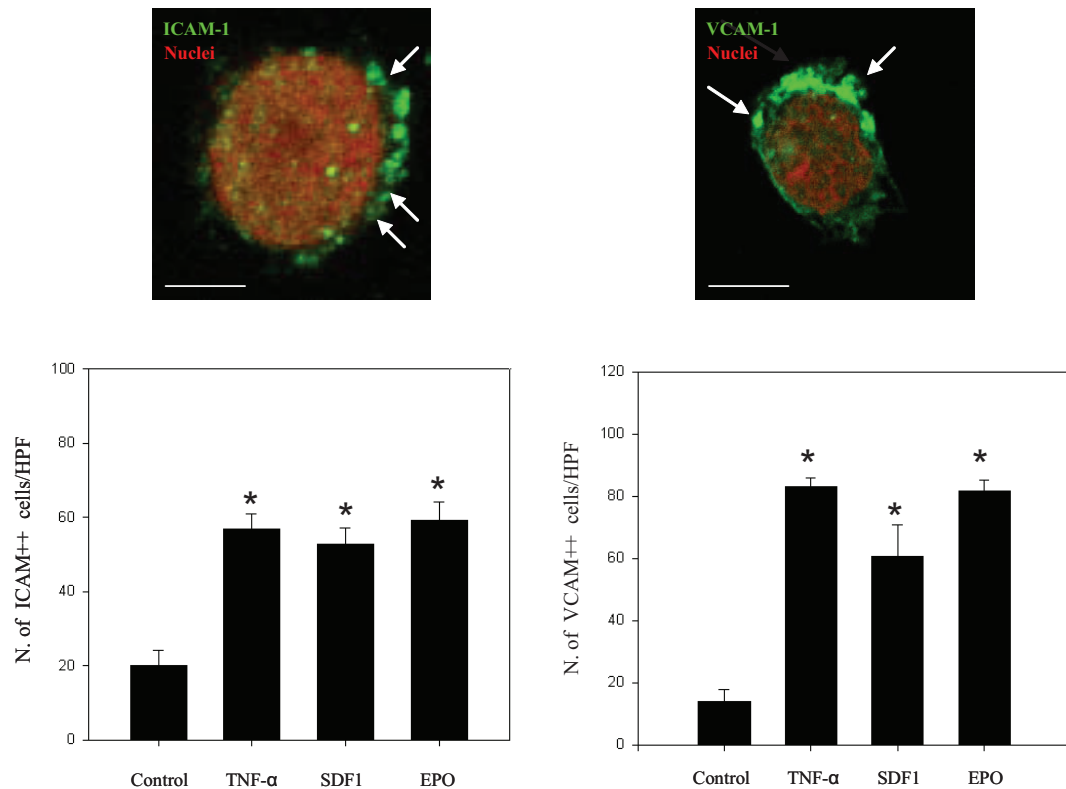 ICAM-1
Nuclei
VCAM-1
Nuclei
N. of ICAM++ cells/HPF
100
80
60
40
20
0
*
*
*
Control TNF-α SDF1 EPO
N. of VCAM++ cells/HPF
120
100
80
60
40
20
0
*
*
*
Control TNF-α SDF1 EPO